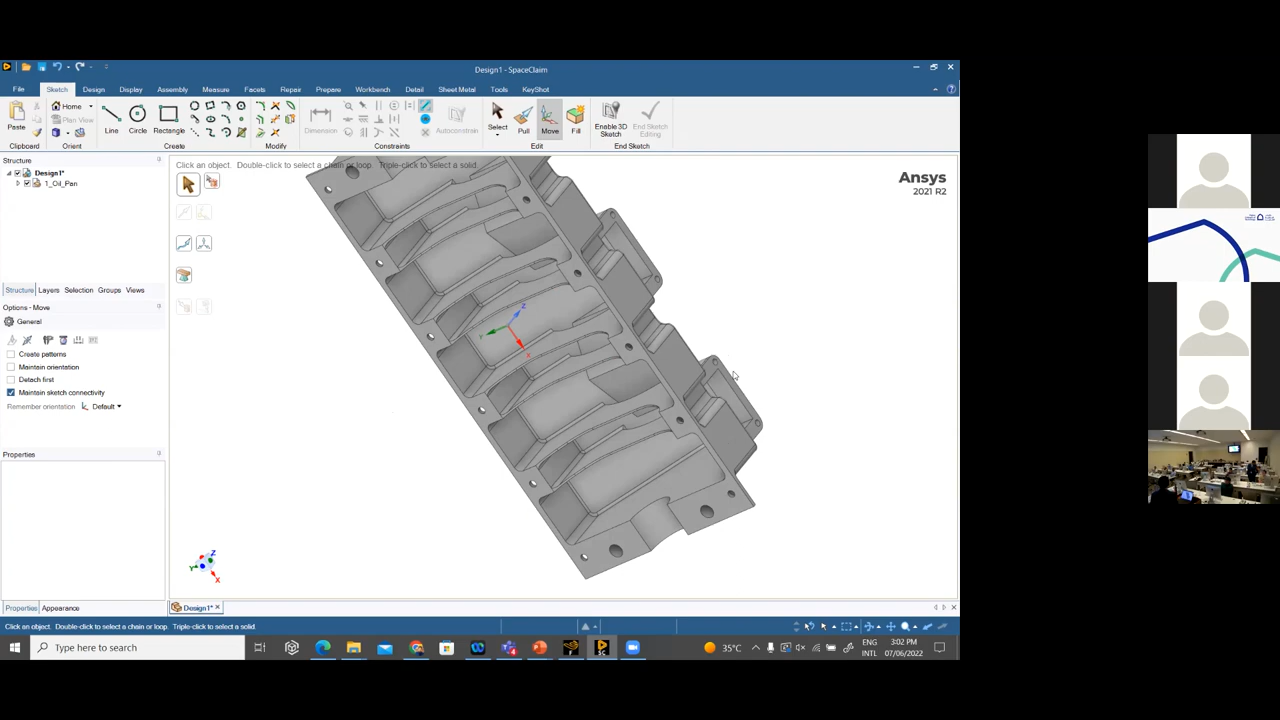 Design1 - SpaceClaim
File Sketch Design Display Assembly Measure Facets Repair Prepare Workbench Detail Sheet Metal Tools KeyShot
Paste
Home
Plan View
Line
Circle
Rectangle
Dimension
Autoconstrain
Select
Pull
Move
Fill
Enable 3D
Sketch
End Sketch
Editing
Clipboard
Orient
Create
Modify
Constraints
Edit
End Sketch
Structure
Design1*
1_Oil_Pan
Structure Layers Selection Groups Views
Options - Move
General
Create patterns
Maintain orientation
Detach first
Maintain sketch connectivity
Remember orientation
Default
Properties
Properties Appearance
Click an object. Double-click to select a chain or loop. Triple-click to select a solid.
Ansys
2021 R2
Z
Y
X
Z
Y
X
Design1*
Click an object. Double-click to select a chain or loop. Triple-click to select a solid.
Type here to search
35°C
ENG
INTL
3:02 PM
07/06/2022